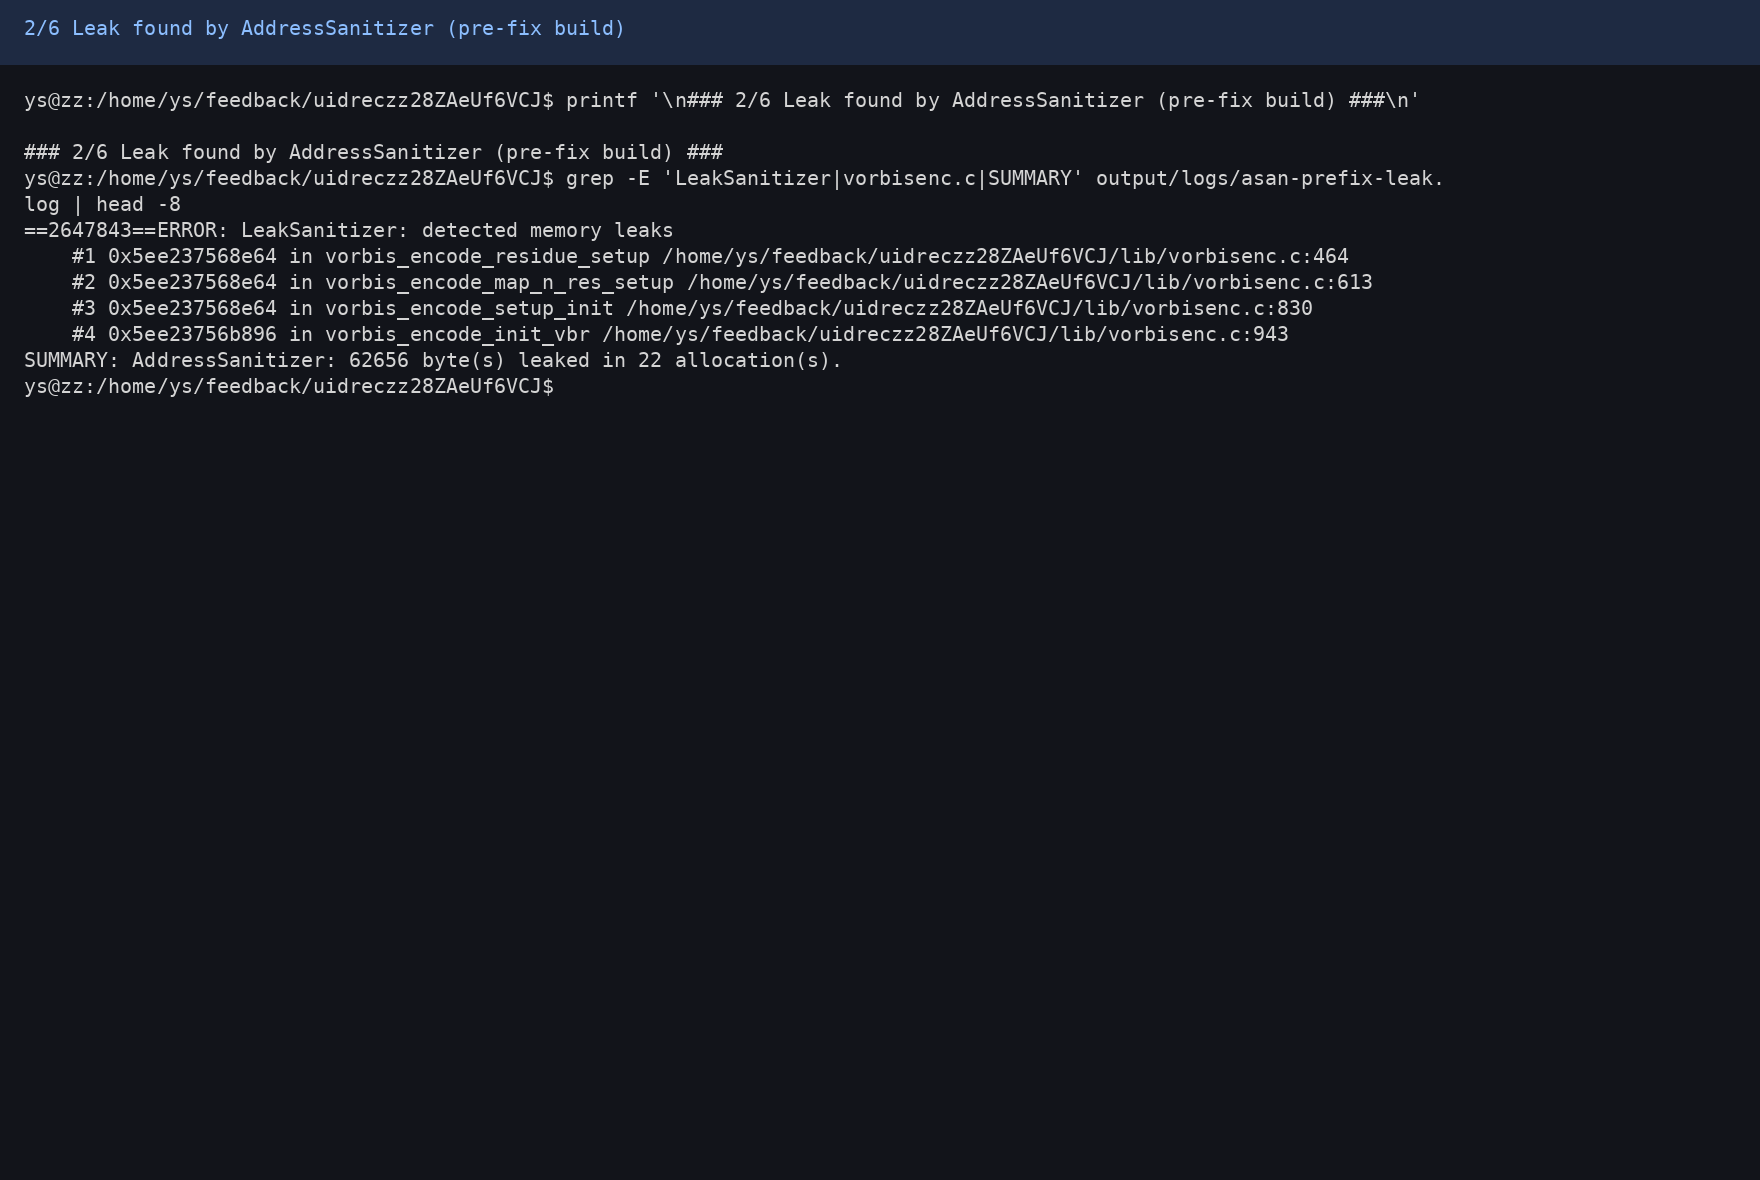 2/6 Leak found by AddressSanitizer (pre-fix build)
ys@zz:/home/ys/feedback/uidreczz28ZAeUf6VCJ$ printf '\n### 2/6 Leak found by AddressSanitizer (pre-fix build) ###\n'
### 2/6 Leak found by AddressSanitizer (pre-fix build) ###
ys@zz:/home/ys/feedback/uidreczz28ZAeUf6VCJ$ grep -E 'LeakSanitizer|vorbisenc.c|SUMMARY' output/logs/asan-prefix-leak.
log | head -8
==2647843==ERROR: LeakSanitizer: detected memory leaks
    #1 0x5ee237568e64 in vorbis_encode_residue_setup /home/ys/feedback/uidreczz28ZAeUf6VCJ/lib/vorbisenc.c:464
    #2 0x5ee237568e64 in vorbis_encode_map_n_res_setup /home/ys/feedback/uidreczz28ZAeUf6VCJ/lib/vorbisenc.c:613
    #3 0x5ee237568e64 in vorbis_encode_setup_init /home/ys/feedback/uidreczz28ZAeUf6VCJ/lib/vorbisenc.c:830
    #4 0x5ee23756b896 in vorbis_encode_init_vbr /home/ys/feedback/uidreczz28ZAeUf6VCJ/lib/vorbisenc.c:943
SUMMARY: AddressSanitizer: 62656 byte(s) leaked in 22 allocation(s).
ys@zz:/home/ys/feedback/uidreczz28ZAeUf6VCJ$